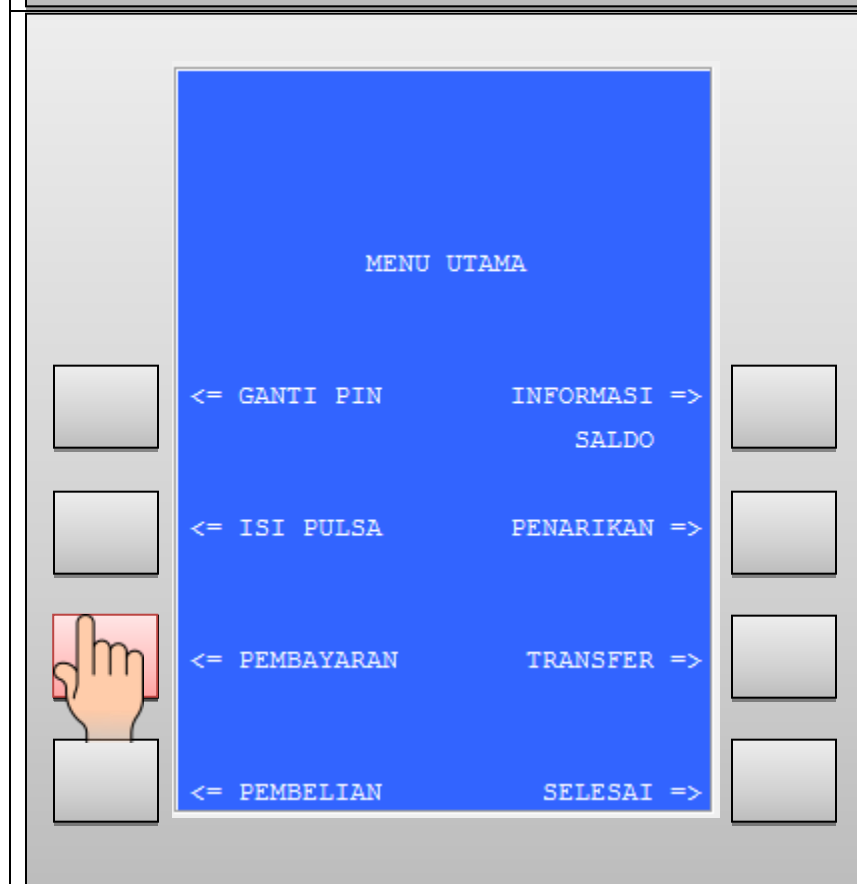 MENU UTAMA
<= GANTI PIN INFORMASI =>
SALDO
<= ISI PULSA PENARIKAN =>
<= PEMBAYARAN TRANSFER =>
<= PEMBELIAN SELESAI =>